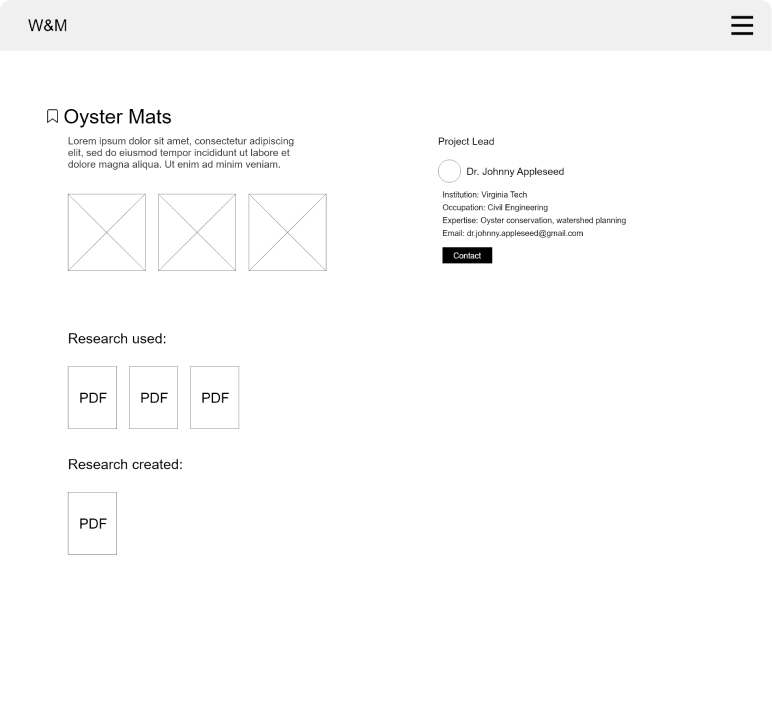 W&M
Oyster Mats
Lorem ipsum dolor sit amet, consectetur adipiscing
elit, sed do eiusmod tempor incididunt ut labore et
dolore magna aliqua. Ut enim ad minim veniam.
Project Lead
Dr. Johnny Appleseed
Institution: Virginia Tech
Occupation: Civil Engineering
Expertise: Oyster conservation, watershed planning
Email: dr.johnny.appleseed@gmail.com
Contact
Research used:
PDF
PDF
PDF
Research created:
PDF